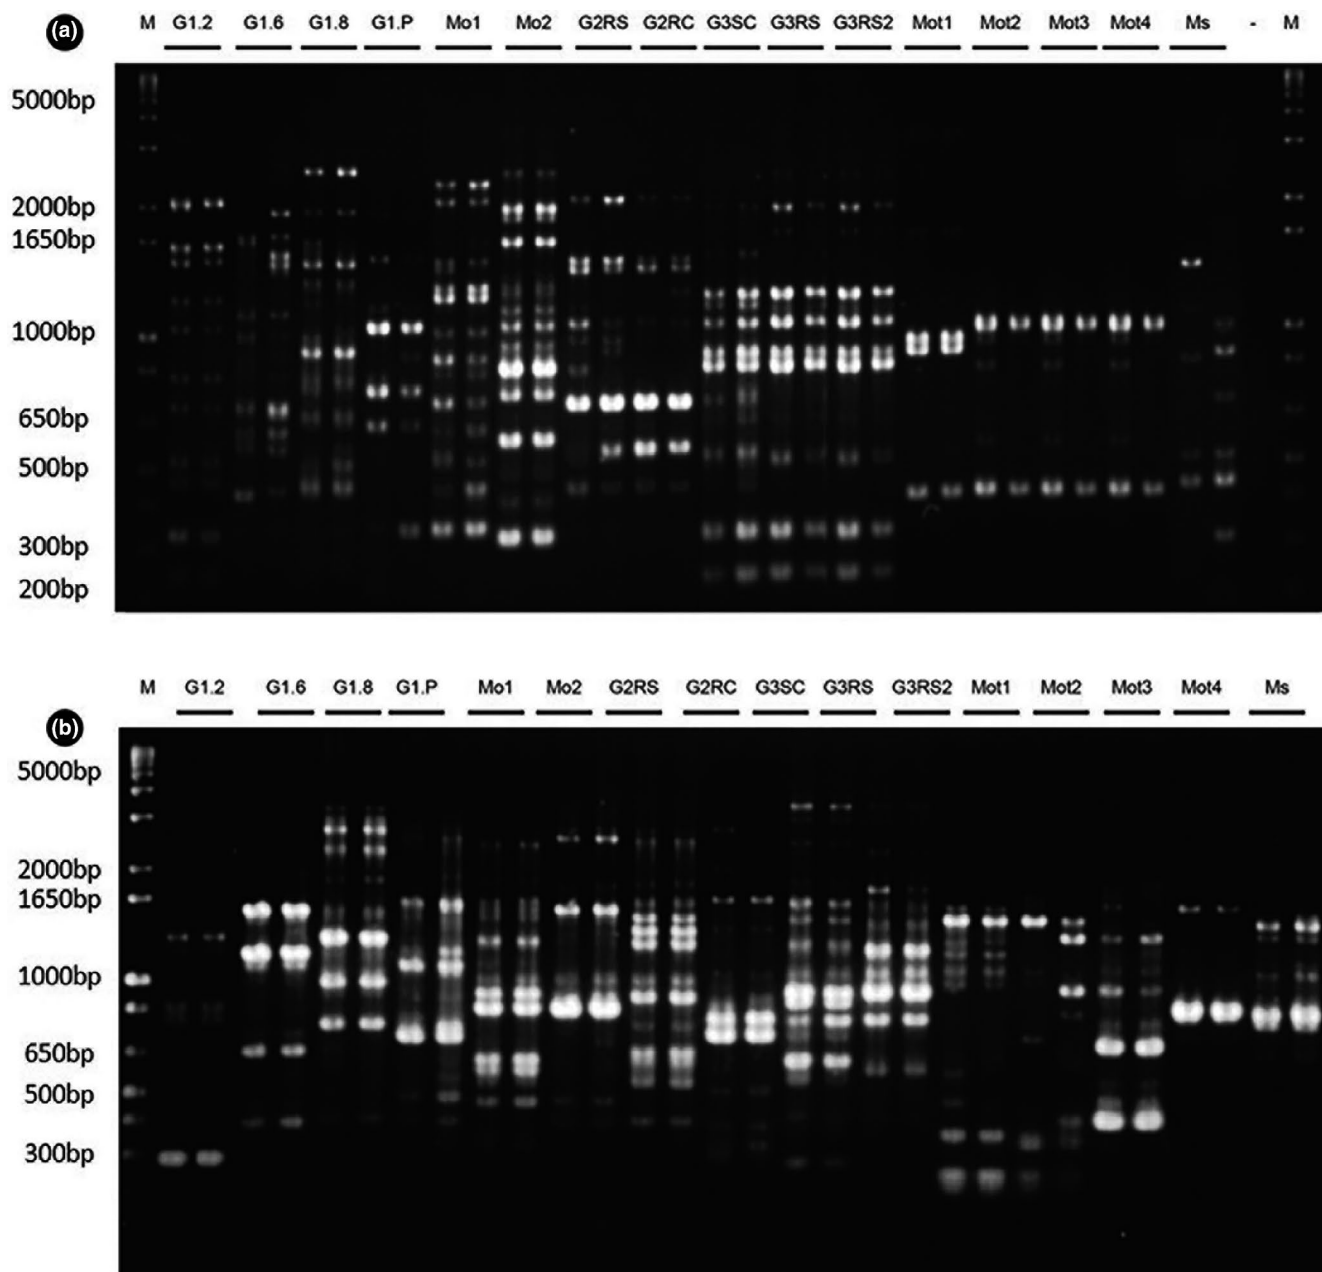 (a)
M G1.2 G1.6 G1.8 G1.P Mo1 Mo2 G2RS G2RC G3SC G3RS G3RS2 Mot1 Mot2 Mot3 Mot4 Ms - M
5000bp
2000bp
1650bp
1000bp
650bp
500bp
300bp
200bp
M G1.2 G1.6 G1.8 G1.P Mo1 Mo2 G2RS G2RC G3SC G3RS G3RS2 Mot1 Mot2 Mot3 Mot4 Ms
(b)
5000bp
2000bp
1650bp
1000bp
650bp
500bp
300bp